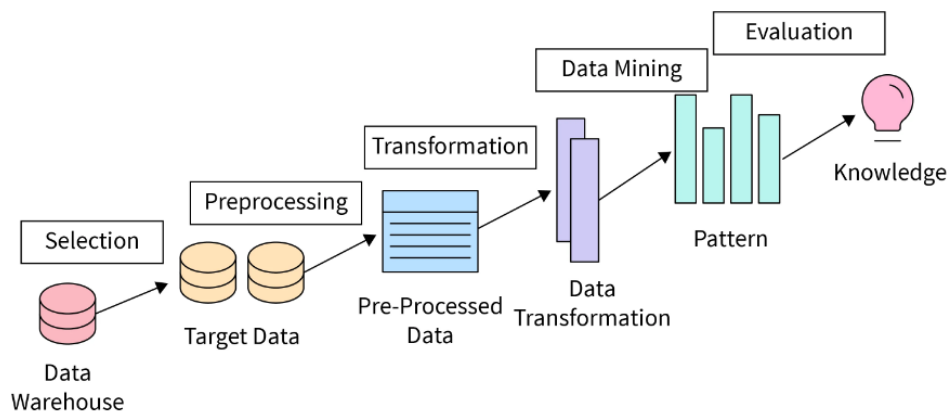 Evaluation
Data Mining
Transformation
Knowledge
Preprocessing
Selection
Pattern
Pre-Processed
Data
Data
Transformation
Target Data
Data
Warehouse